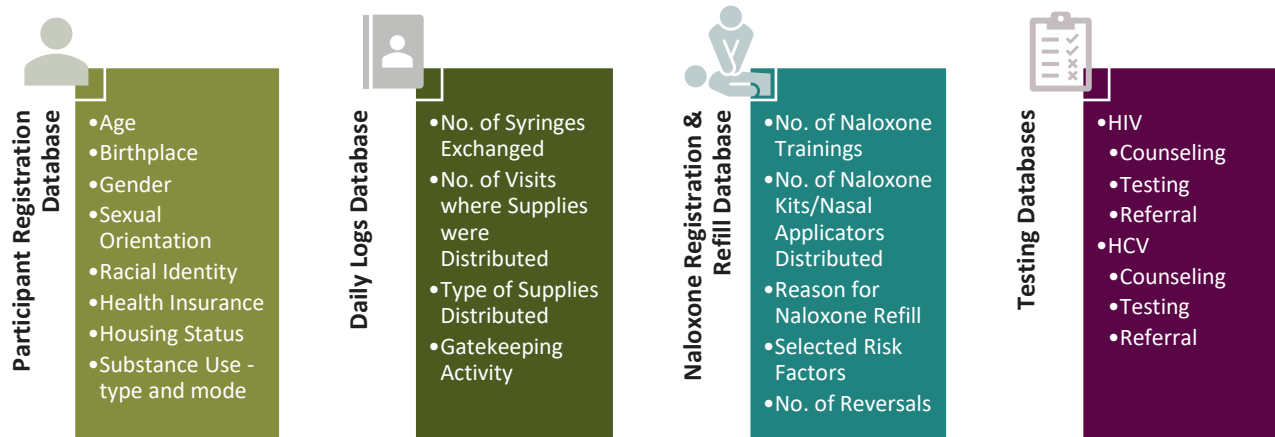 Participant Registration
Database
•Age
•Birthplace
•Gender
•Sexual
Orientation
•Racial Identity
•Health Insurance
•Housing Status
•Substance Use -
type and mode
Daily Logs Database
•No. of Syringes
Exchanged
•No. of Visits
where Supplies
were
Distributed
•Type of Supplies
Distributed
•Gatekeeping
Activity
Naloxone Registration &
Refill Database
•No. of Naloxone
Trainings
•No. of Naloxone
Kits/Nasal
Applicators
Distributed
•Reason for
Naloxone Refill
•Selected Risk
Factors
•No. of Reversals
Testing Databases
•HIV
•Counseling
•Testing
•Referral
•HCV
•Counseling
•Testing
•Referral